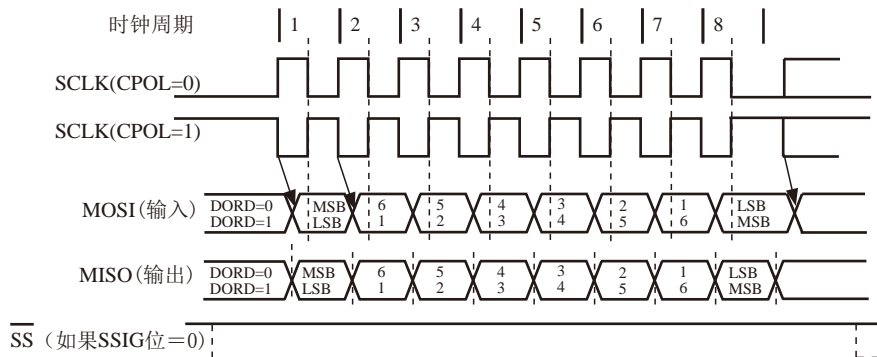 时钟周期 1 2 3 4 5 6 7 8
SCLK(CPOL=0)
SCLK(CPOL=1)
MOSI(输入) DORD=0 MSB 6 5 4 3 2 1 LSB
DORD=1 LSB 1 2 3 4 5 6 MSB
MISO(输出) DORD=0 MSB 6 5 4 3 2 1 LSB
DORD=1 LSB 1 2 3 4 5 6 MSB
SS(如果SSIG位=0)